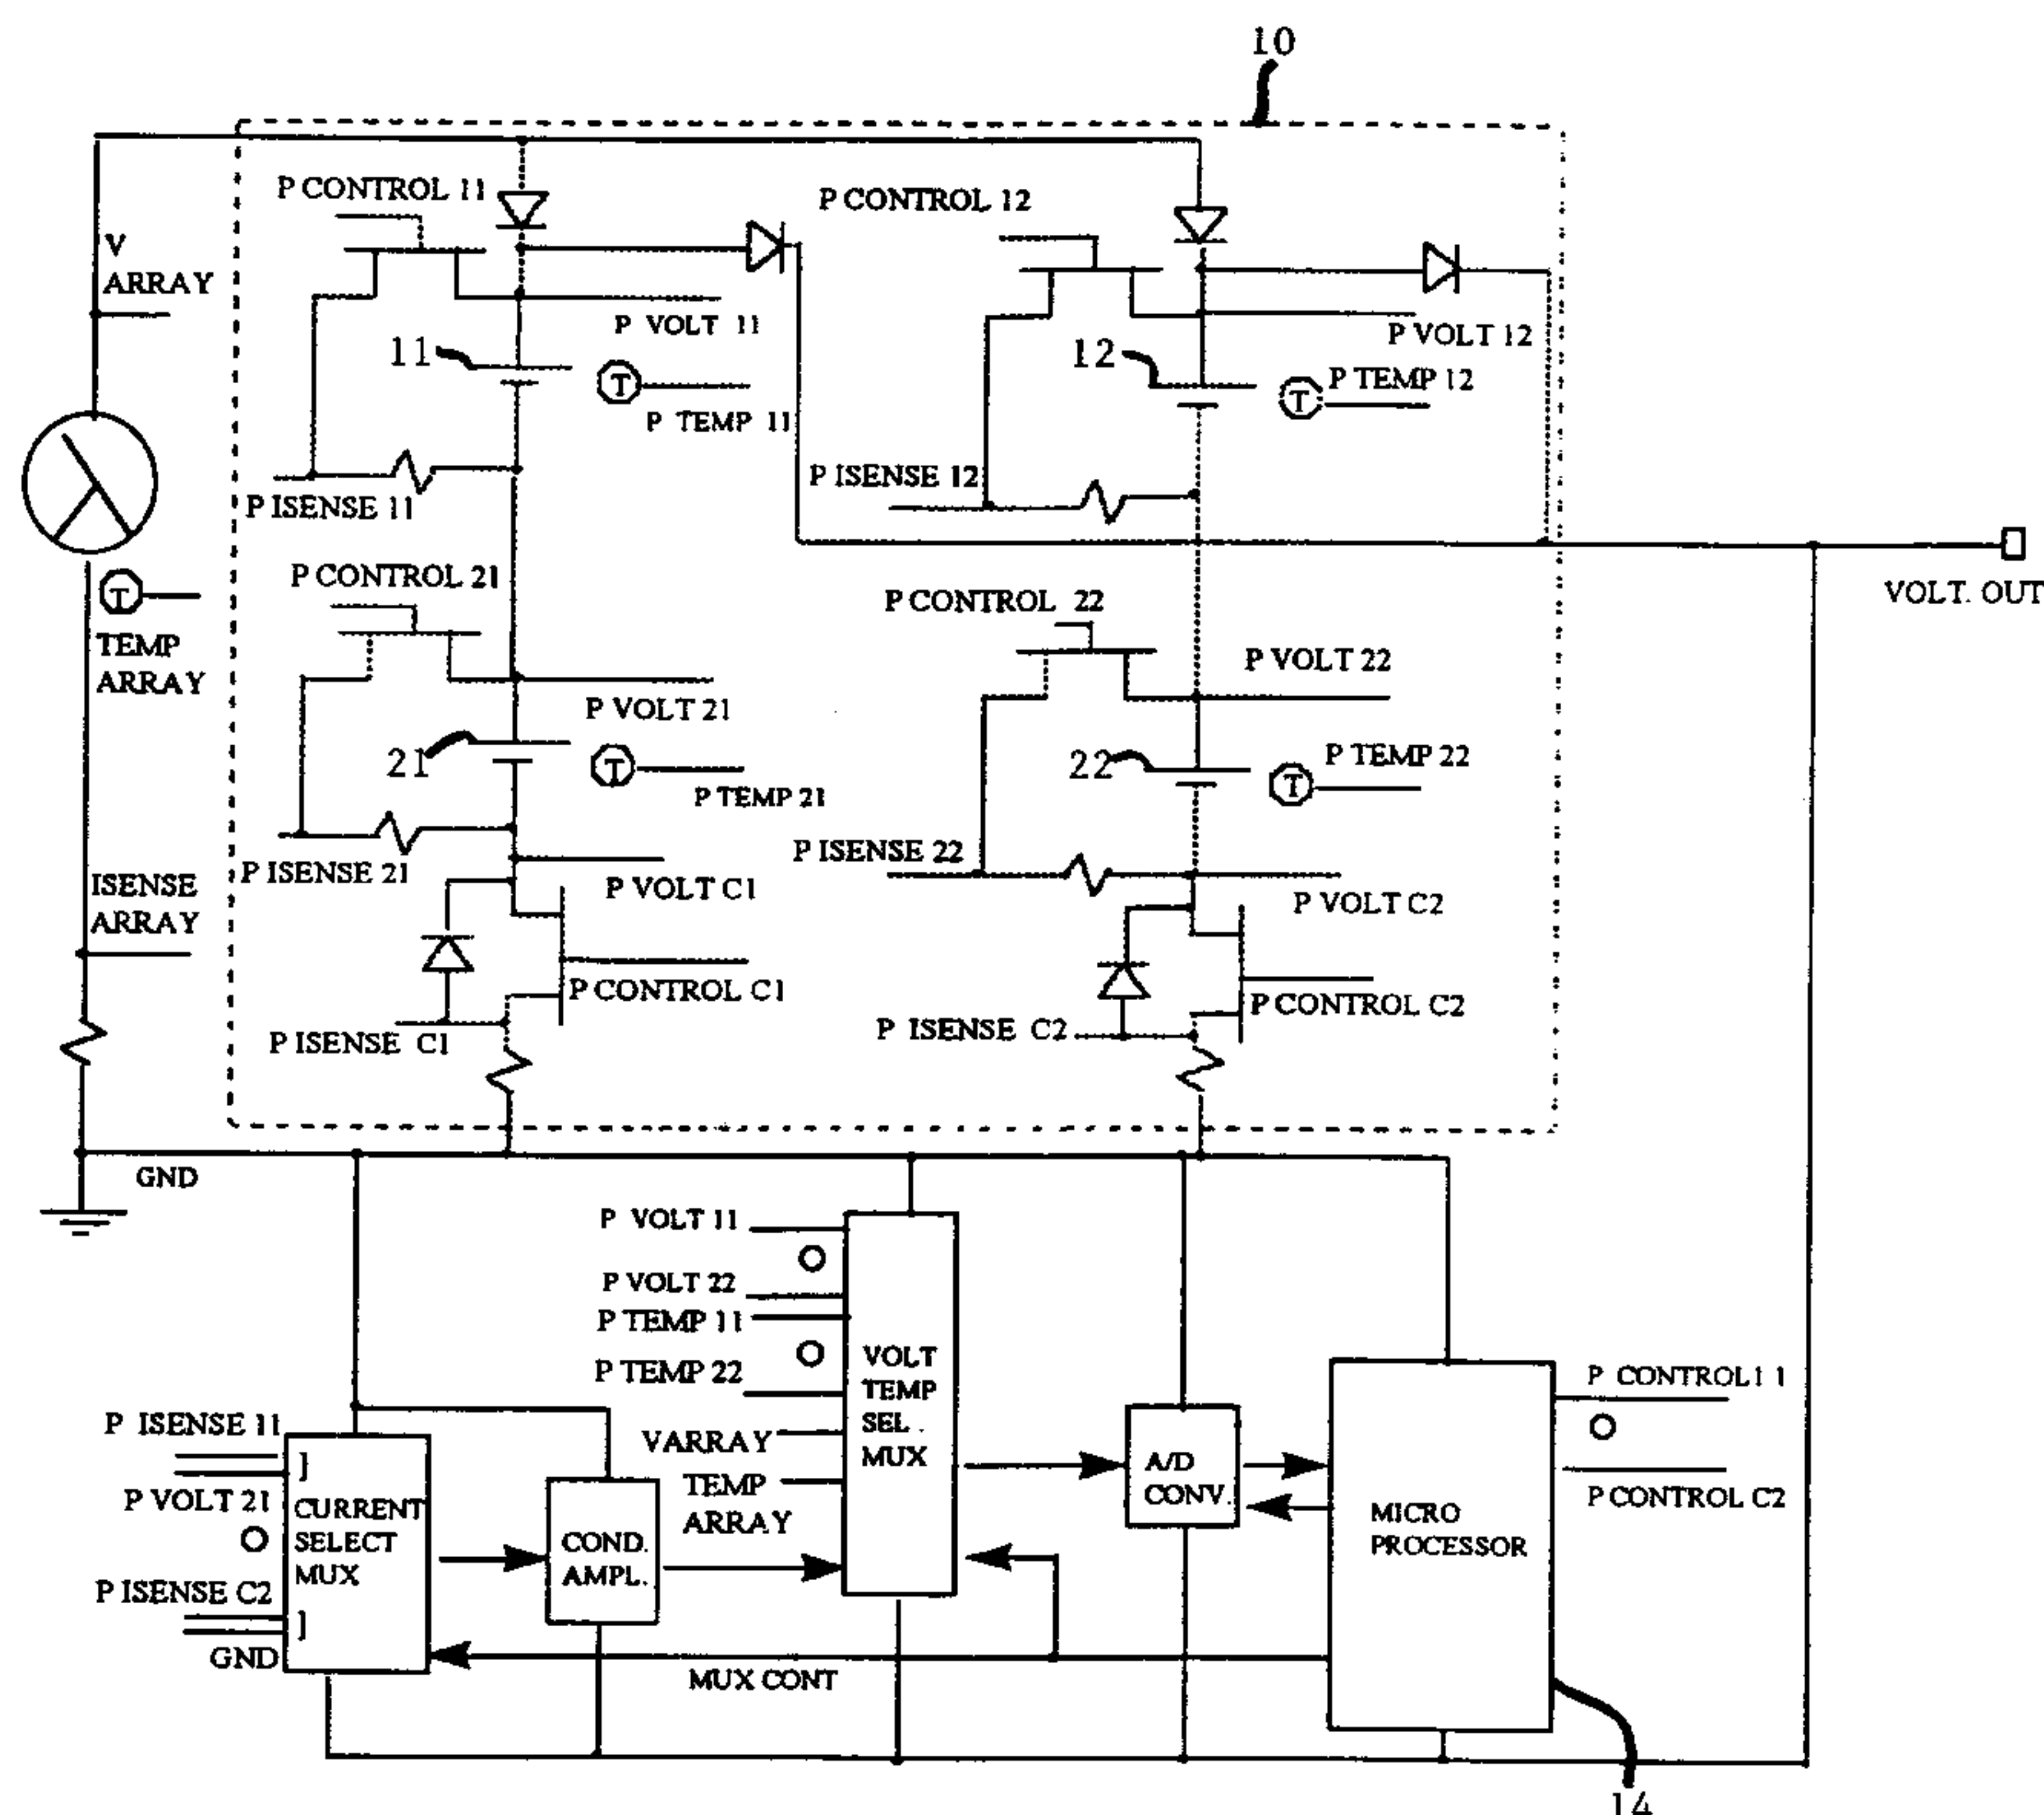 10
P CONTROL 11
P CONTROL 12
V
ARRAY
P VOLT 11
P VOLT 12
11
12
T
P TEMP 11
T
P TEMP 12
P ISENSE 11
P ISENSE 12
P CONTROL 21
P CONTROL 22
T
TEMP
ARRAY
VOLT. OUT
P VOLT 21
P VOLT 22
21
22
T
P TEMP 21
T
P TEMP 22
P ISENSE 21
P ISENSE 22
ISENSE
ARRAY
P VOLT C1
P VOLT C2
P CONTROL C1
P CONTROL C2
P ISENSE C1
P ISENSE C2
GND
P VOLT 11
P VOLT 22
P TEMP 11
P TEMP 22
VARRAY
TEMP
ARRAY
VOLT
TEMP
SEL.
MUX
P ISENSE 11
P VOLT 21
P ISENSE C2
GND
]
CURRENT
SELECT
MUX
]
COND.
AMPL.
A/D
CONV.
MICRO
PROCESSOR
P CONTROL1 1
P CONTROL C2
MUX CONT
14